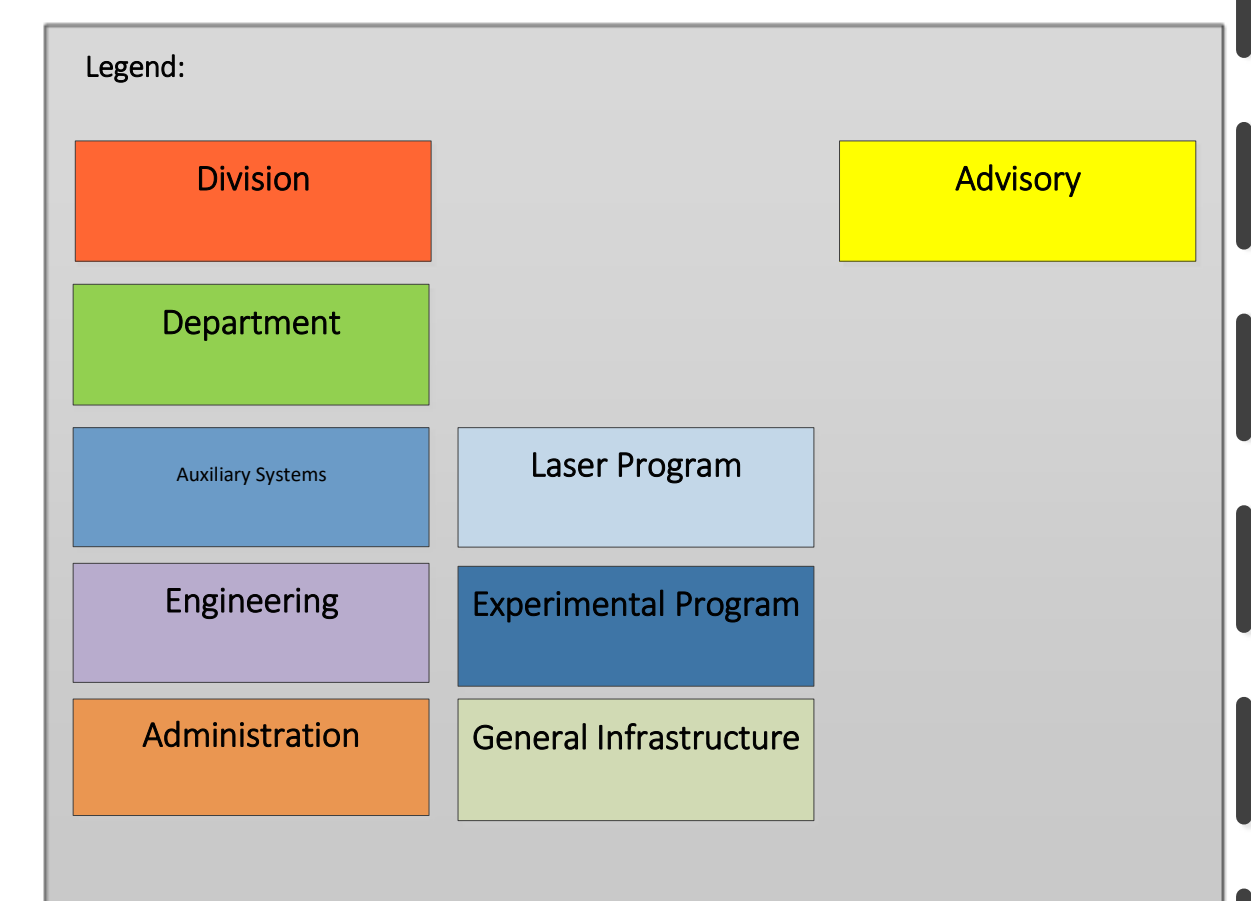 Legend:
Division
Advisory
Department
Auxiliary Systems
Laser Program
Engineering
Experimental Program
Administration
General Infrastructure